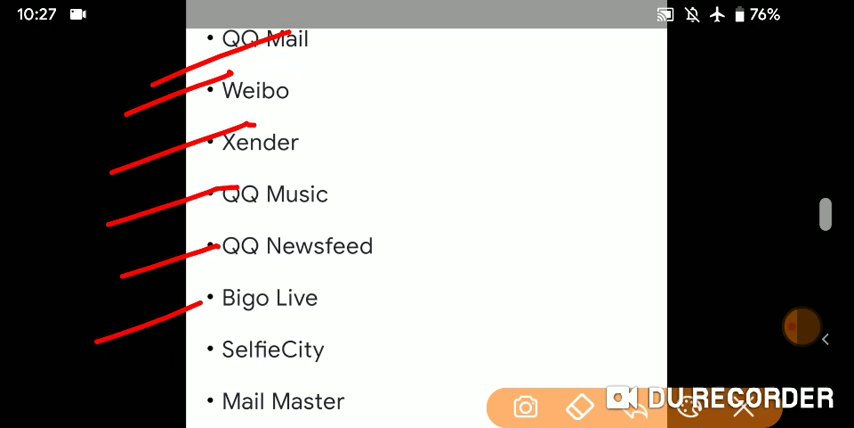 10:27
76%
• QQ Mail
• Weibo
• Xender
• QQ Music
• QQ Newsfeed
• Bigo Live
• SelfieCity
• Mail Master
DU RECORDER